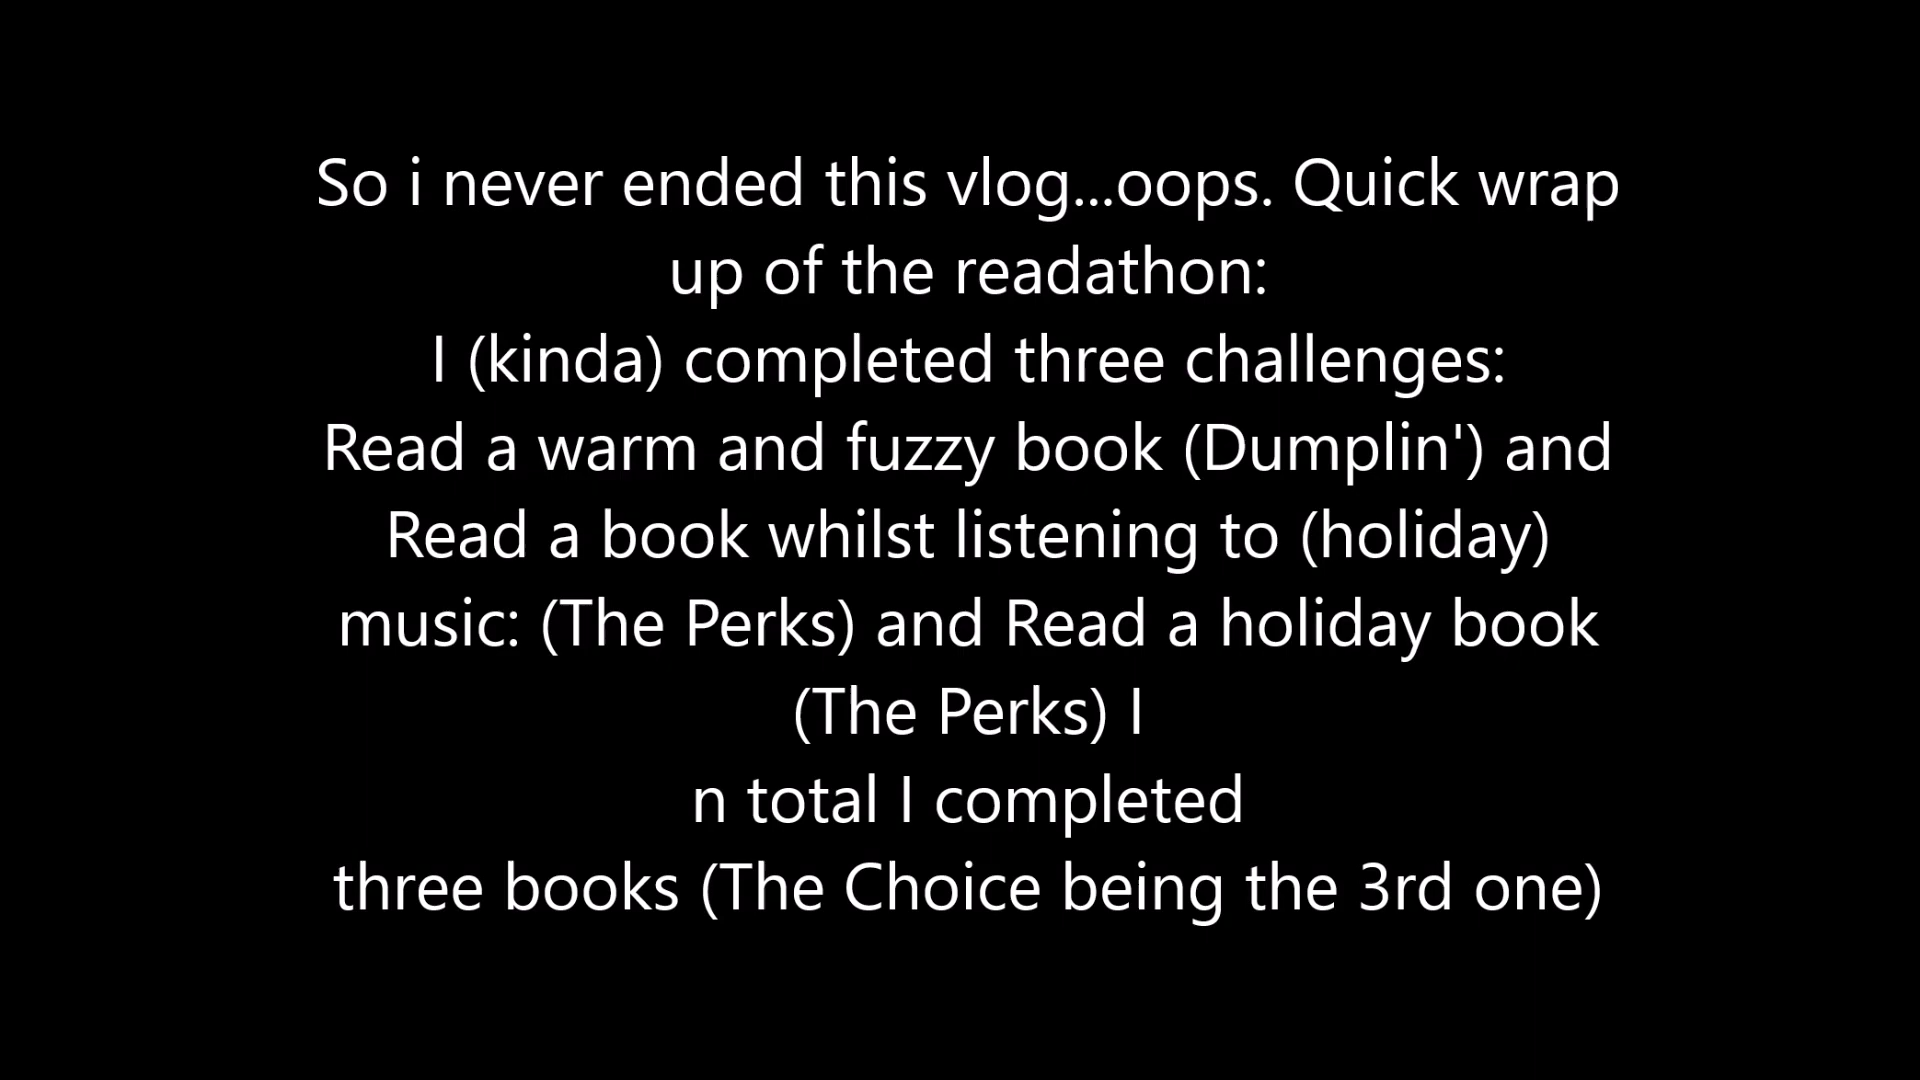 So i never ended this vlog...oops. Quick wrap
up of the readathon:
I (kinda) completed three challenges:
Read a warm and fuzzy book (Dumplin') and
Read a book whilst listening to (holiday)
music: (The Perks) and Read a holiday book
(The Perks) I
n total I completed
three books (The Choice being the 3rd one)